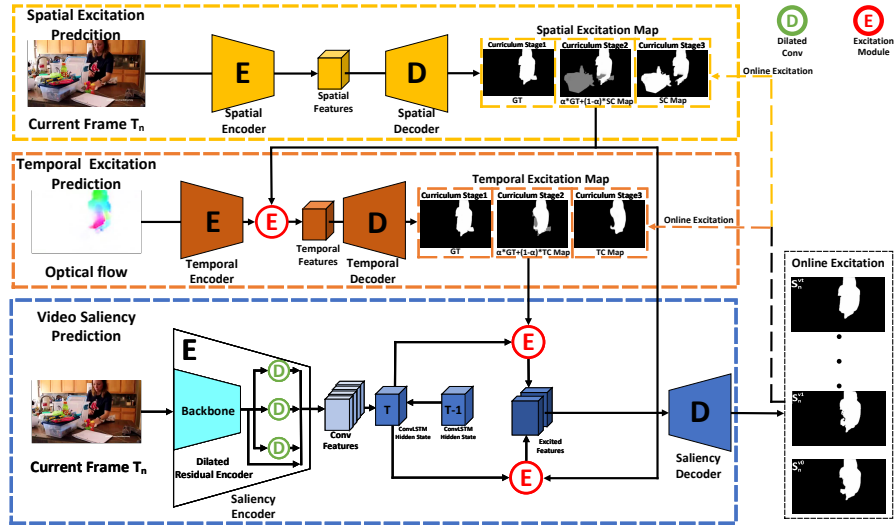 Spatial Excitation
Predcition
Current Frame Tn
E
Spatial
Encoder
Spatial
Features
D
Spatial
Decoder
Spatial Excitation Map
Curriculum Stage1
Curriculum Stage2
Curriculum Stage3
GT
α*GT+(1-α)*SC Map
SC Map
Online Excitation
D
Dilated
Conv
E
Excitation
Module
Temporal Excitation
Prediction
Optical flow
E
Temporal
Encoder
E
Temporal
Features
D
Temporal
Decoder
Temporal Excitation Map
Curriculum Stage1
Curriculum Stage2
Curriculum Stage3
GT
α*GT+(1-α)*TC Map
TC Map
Online Excitation
Video Saliency
Prediction
Current Frame Tn
E
Backbone
D
D
D
Dilated
Residual Encoder
Saliency
Encoder
Conv
Features
T
ConvLSTM
Hidden State
T-1
ConvLSTM
Hidden State
E
Excited
Features
E
D
Saliency
Decoder
Online Excitation
Snvt
Snv1
Snv0